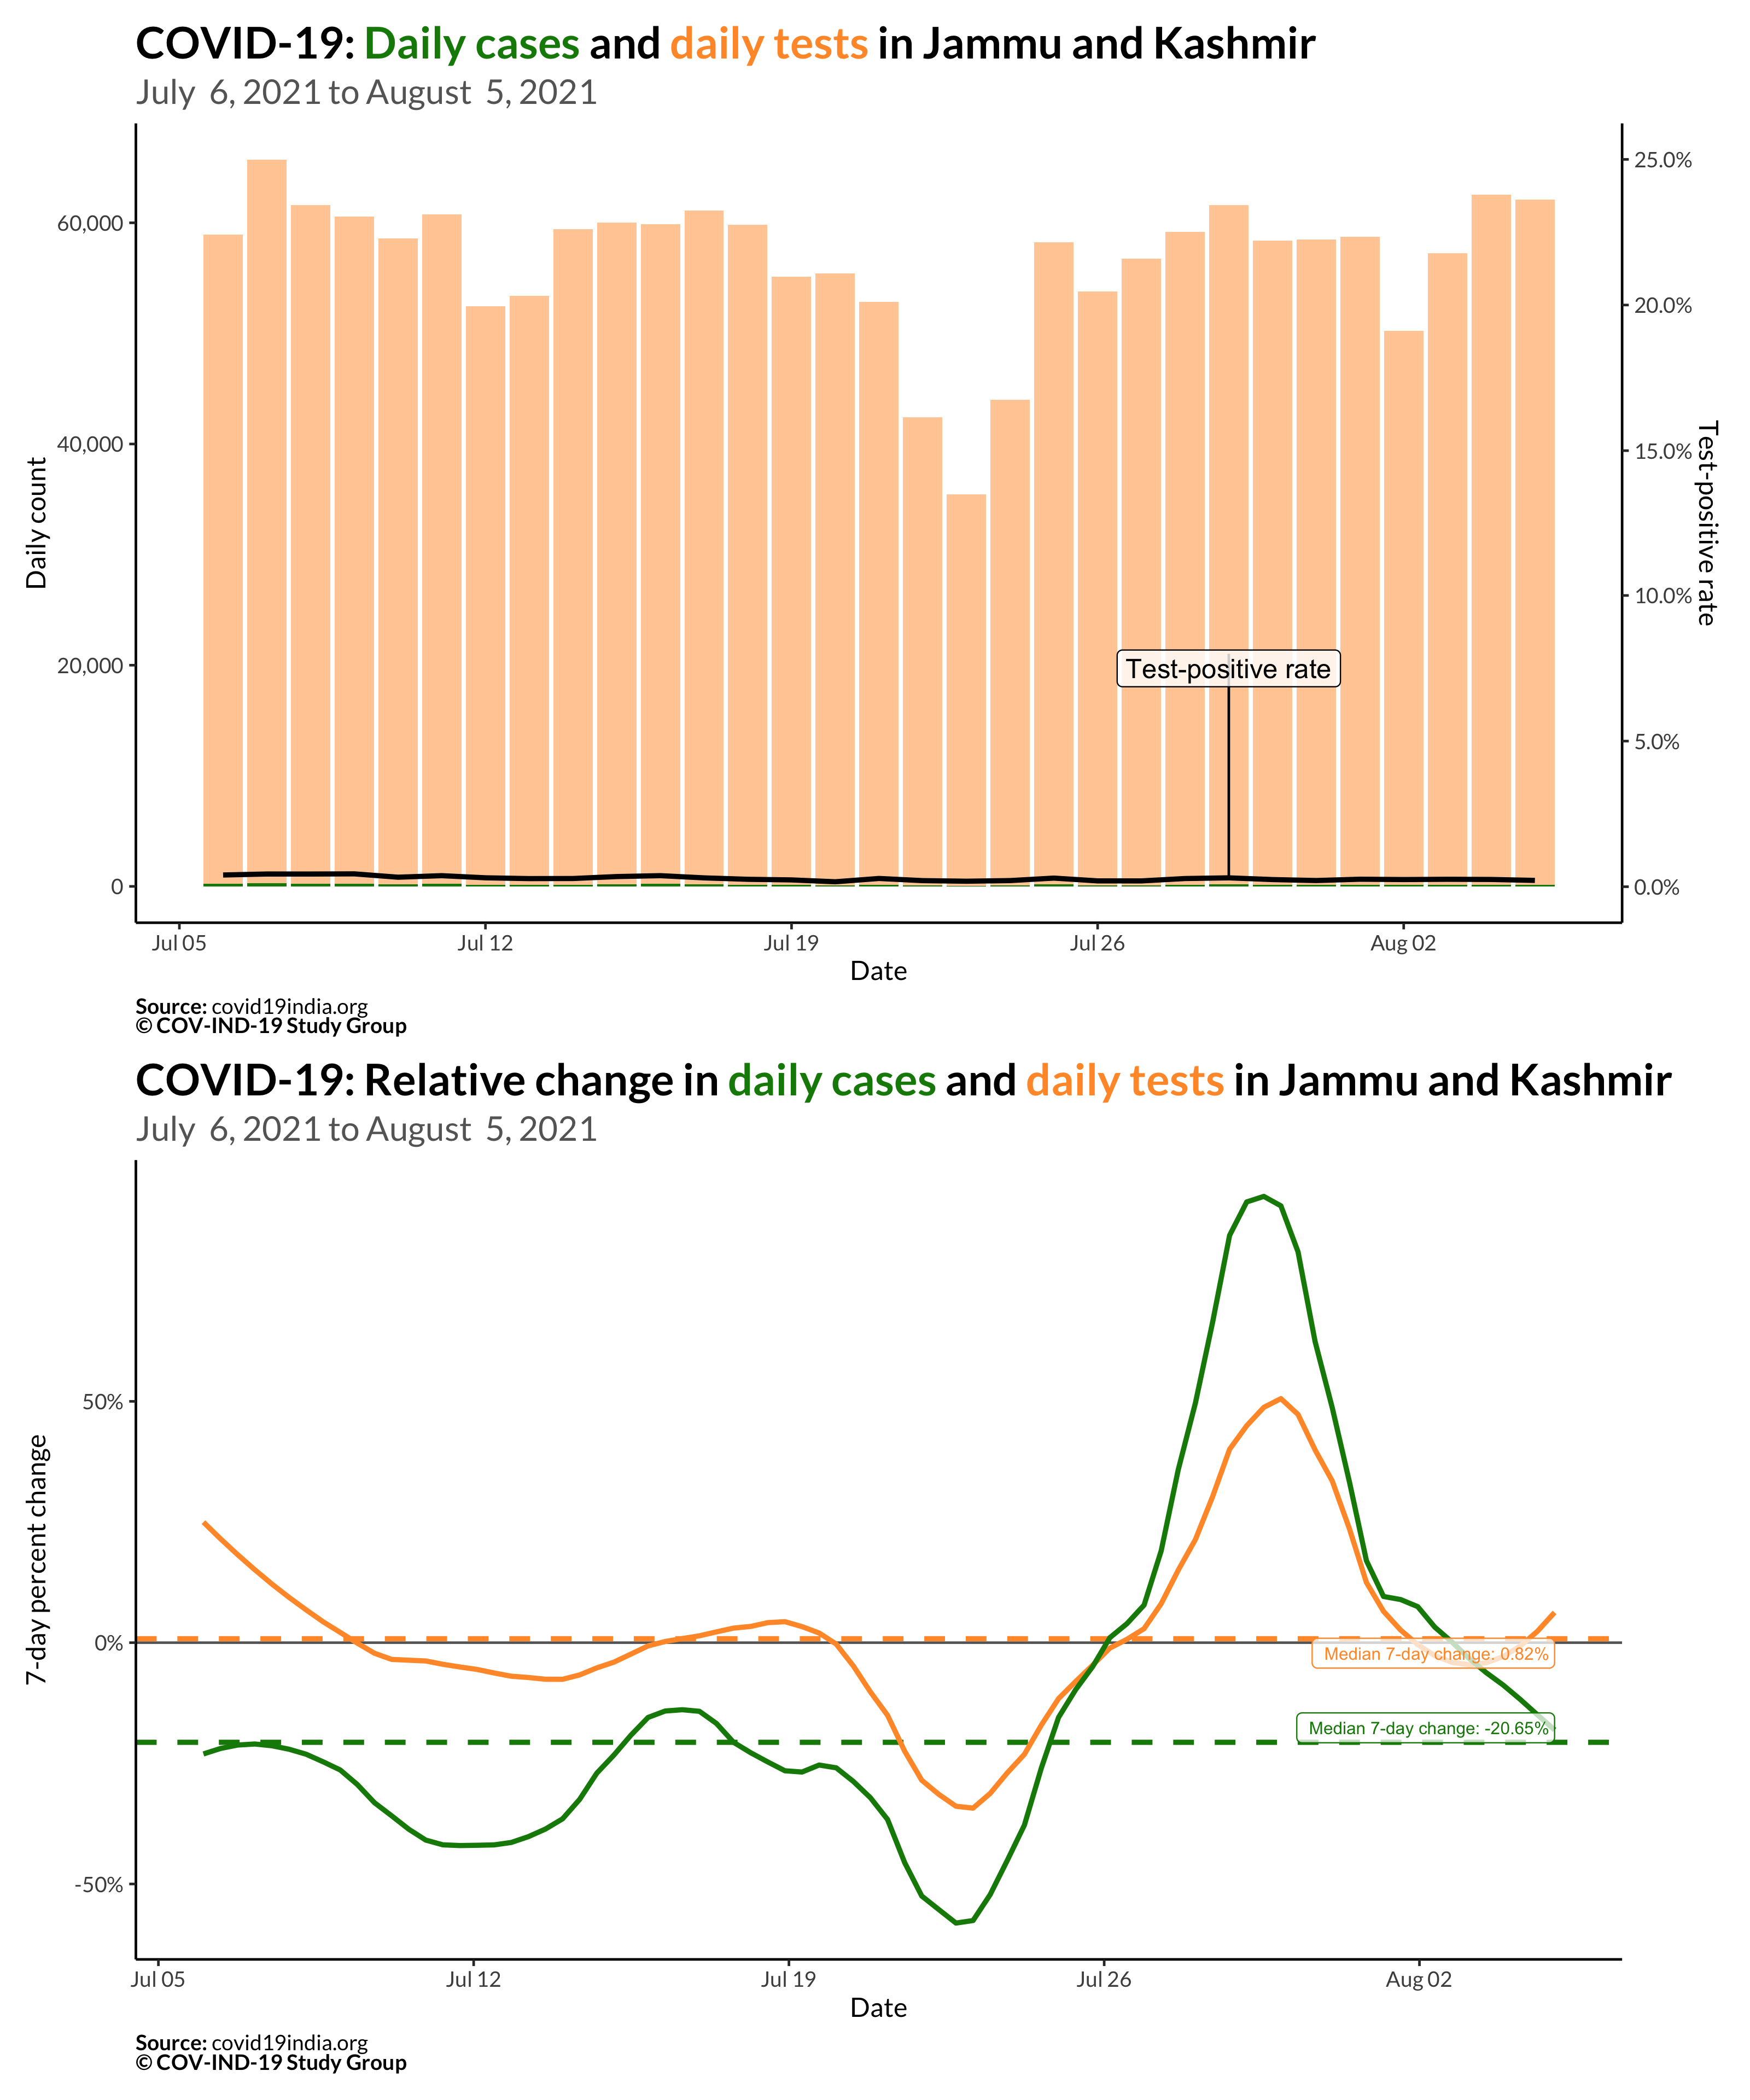 COVID-19: Daily cases and daily tests in Jammu and Kashmir
July 6, 2021 to August 5, 2021
25.0%
60,000
20.0%
40,000
15.0%
Daily count
Test-positive rate
10.0%
20,000
Test-positive rate
5.0%
0
0.0%
Jul 05
Jul 12
Jul 19
Jul 26
Aug 02
Date
Source: covid19india.org
© COV-IND-19 Study Group
COVID-19: Relative change in daily cases and daily tests in Jammu and Kashmir
July 6, 2021 to August 5, 2021
50%
7-day percent change
0%
Median 7-day change: 0.82%
Median 7-day change: -20.65%
-50%
Jul 05
Jul 12
Jul 19
Jul 26
Aug 02
Date
Source: covid19india.org
© COV-IND-19 Study Group